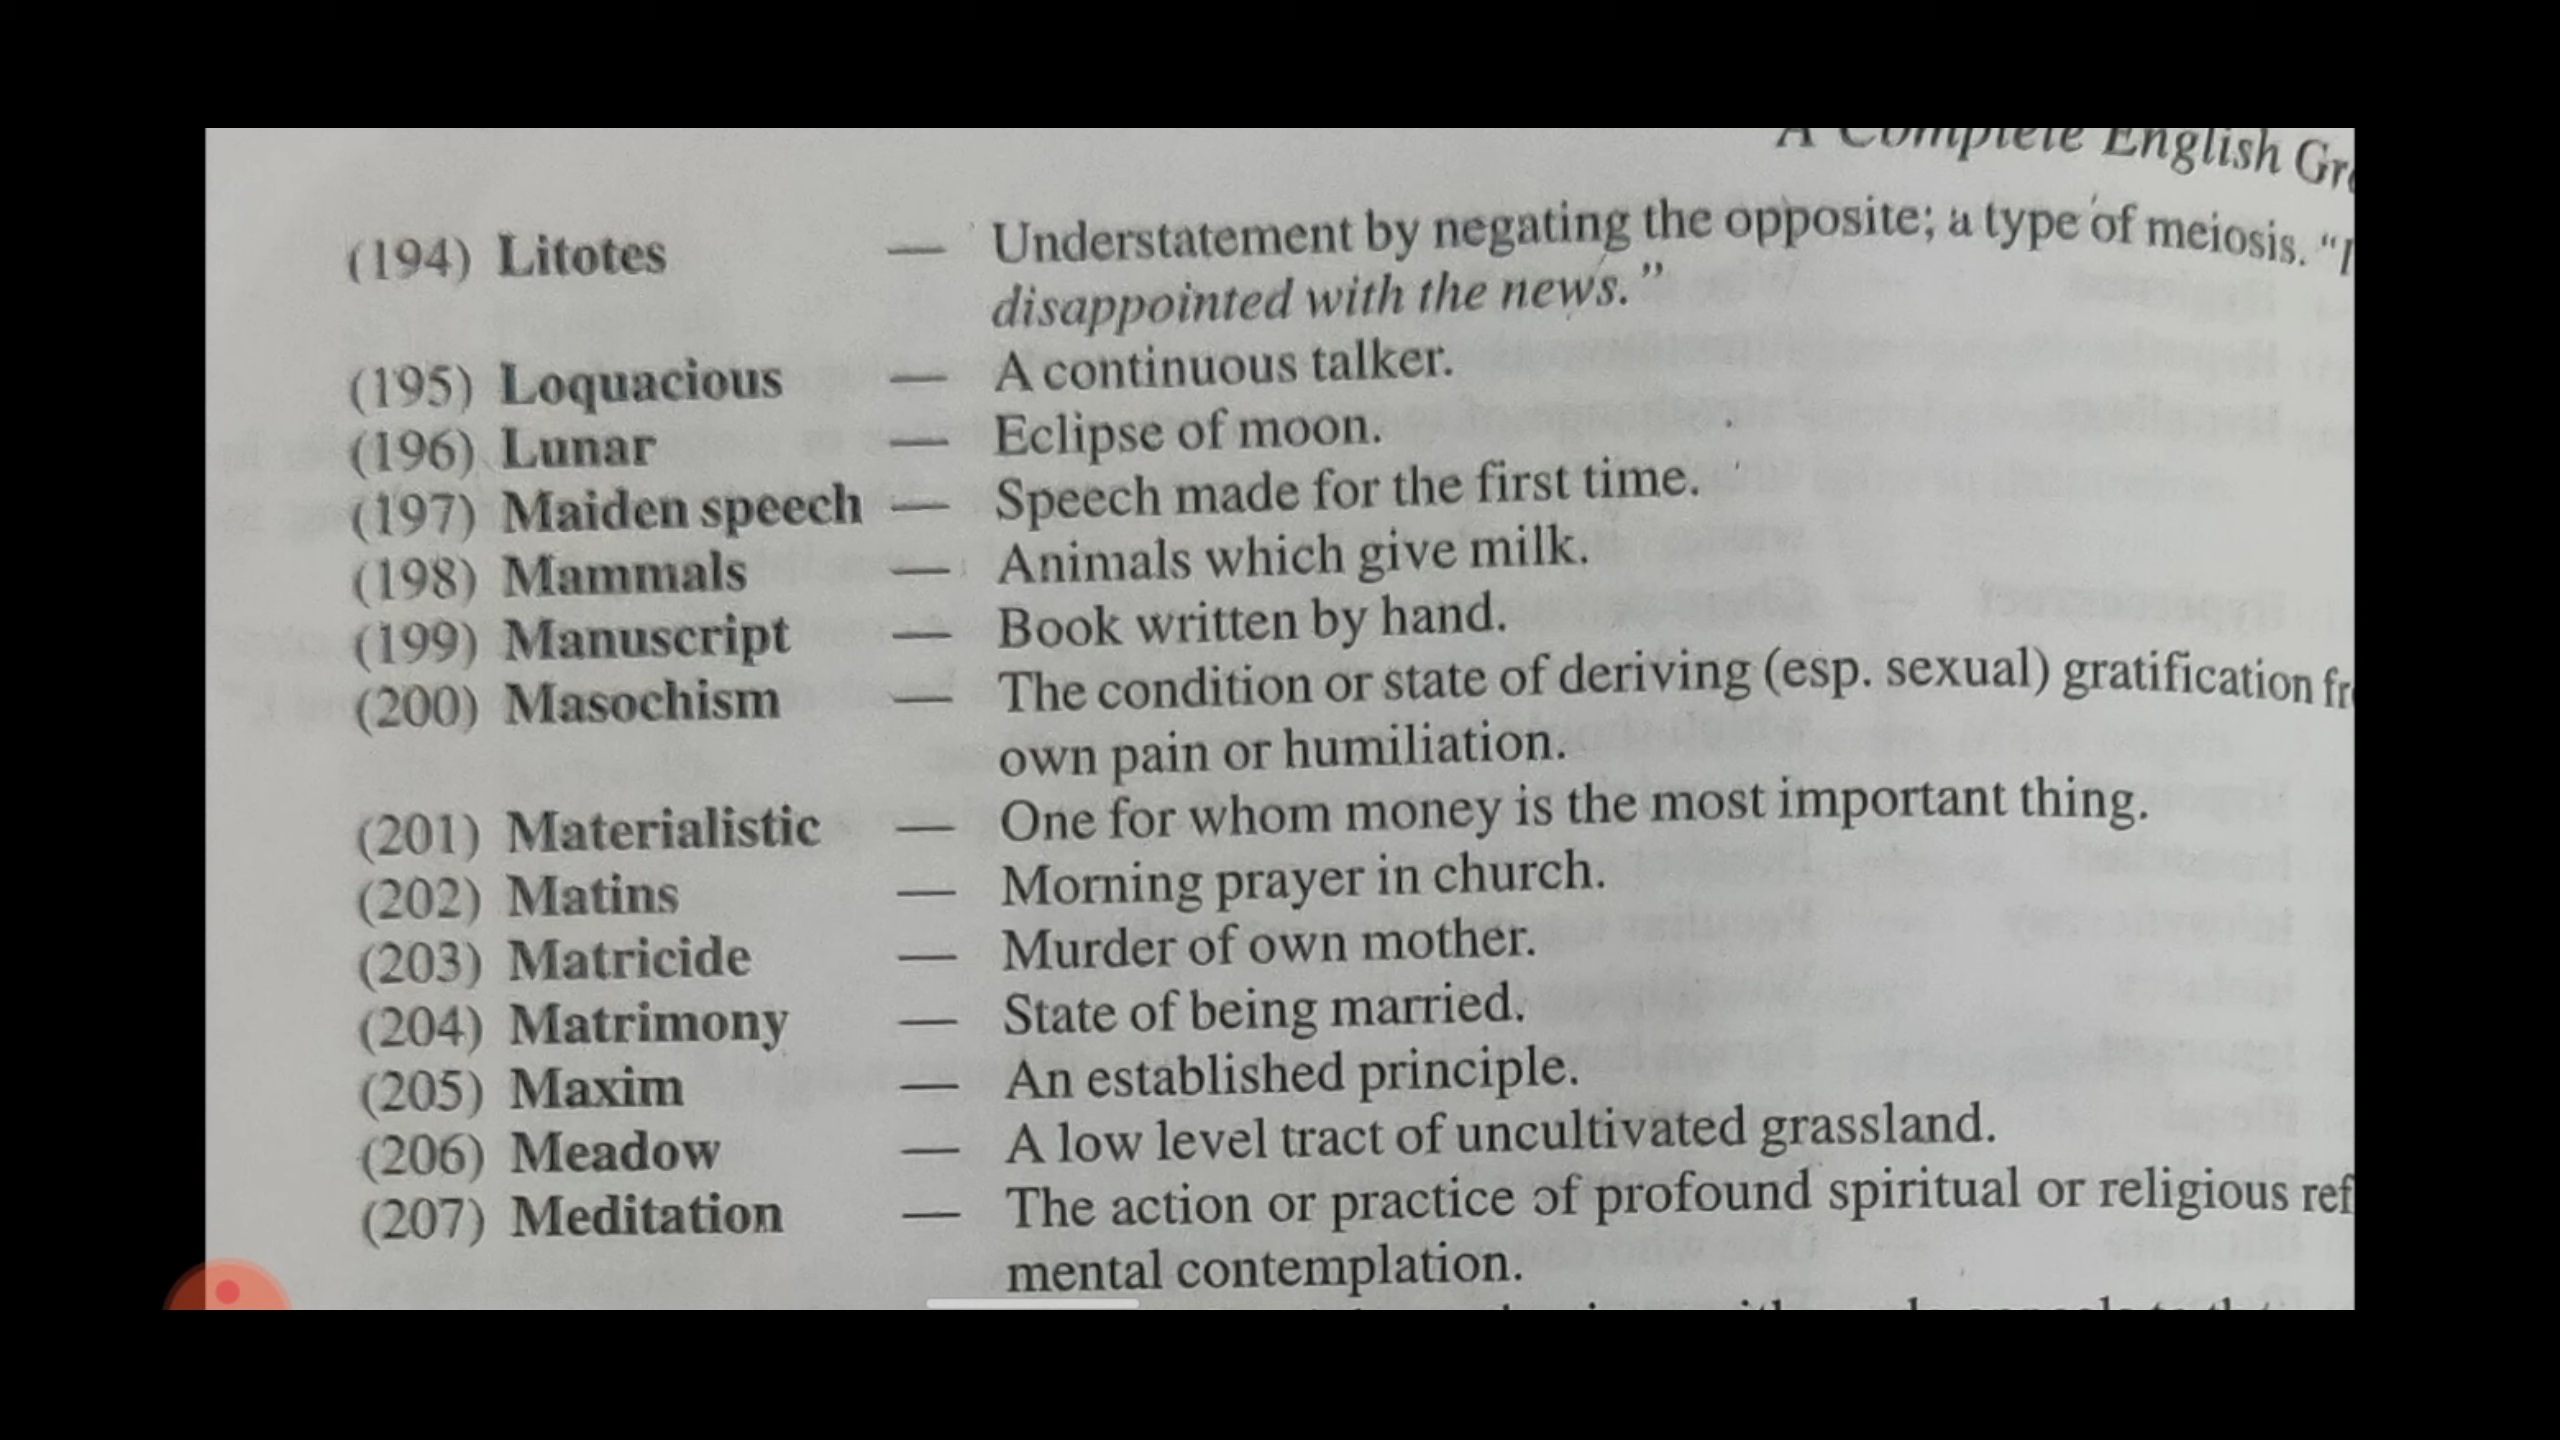 A Complete English
(194) Litotes — Understatement by negating the opposite; a type of meiosis. "I
disappointed with the news."
(195) Loquacious — A continuous talker.
(196) Lunar — Eclipse of moon.
(197) Maiden speech — Speech made for the first time.
(198) Mammals — Animals which give milk.
(199) Manuscript — Book written by hand.
(200) Masochism — The condition or state of deriving (esp. sexual) gratification
own pain or humiliation.
(201) Materialistic — One for whom money is the most important thing.
(202) Matins — Morning prayer in church.
(203) Matricide — Murder of own mother.
(204) Matrimony — State of being married.
(205) Maxim — An established principle.
(206) Meadow — A low level tract of uncultivated grassland.
(207) Meditation — The action or practice of profound spiritual or religious
mental contemplation.